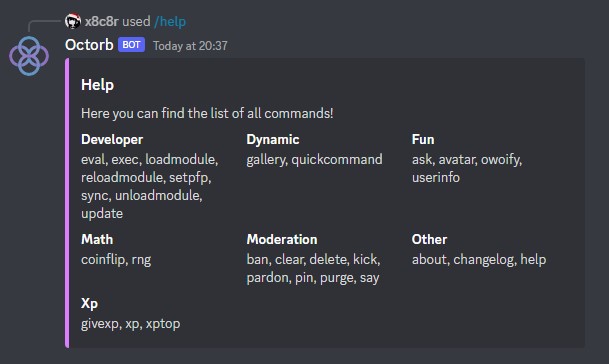 x8c8r used /help
Octorb BOT Today at 20:37
Help
Here you can find the list of all commands!
Developer
eval, exec, loadmodule,
reloadmodule, setpfp,
sync, unloadmodule,
update
Dynamic
gallery, quickcommand
Fun
ask, avatar, owoify,
userinfo
Math
coinflip, rng
Moderation
ban, clear, delete, kick,
pardon, pin, purge, say
Other
about, changelog, help
Xp
givexp, xp, xptop